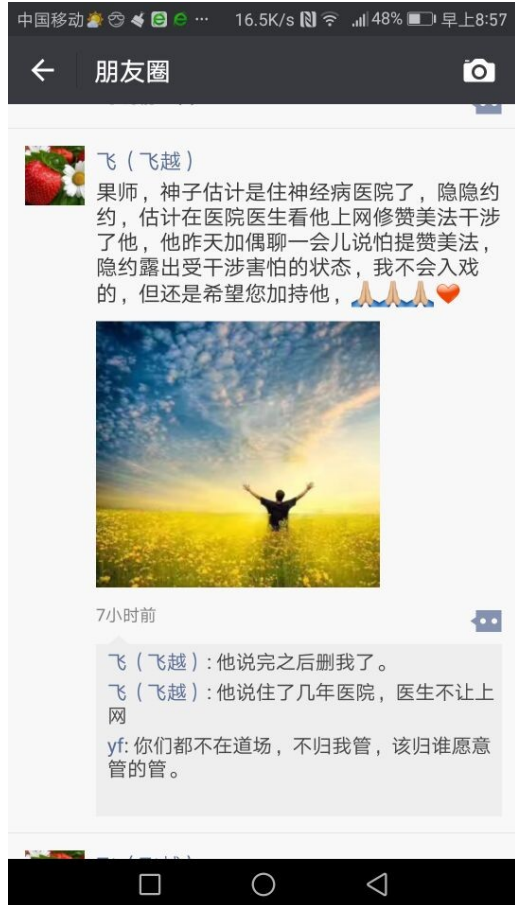 中国移动 16.5K/s 48% 早上8:57
朋友圈
飞（飞越）
果师，神子估计是住神经病医院了，隐隐约
约，估计在医院医生看他上网修赞美法干涉
了他，他昨天加偶聊一会儿说怕提赞美法，
隐约露出受干涉害怕的状态，我不会入戏
的，但还是希望您加持他，🙏🙏🙏❤️
7小时前
飞（飞越）: 他说完之后删我了。
飞（飞越）: 他说住了几年医院，医生不让上
网
yf: 你们都不在道场，不归我管，该归谁愿意
管的管。